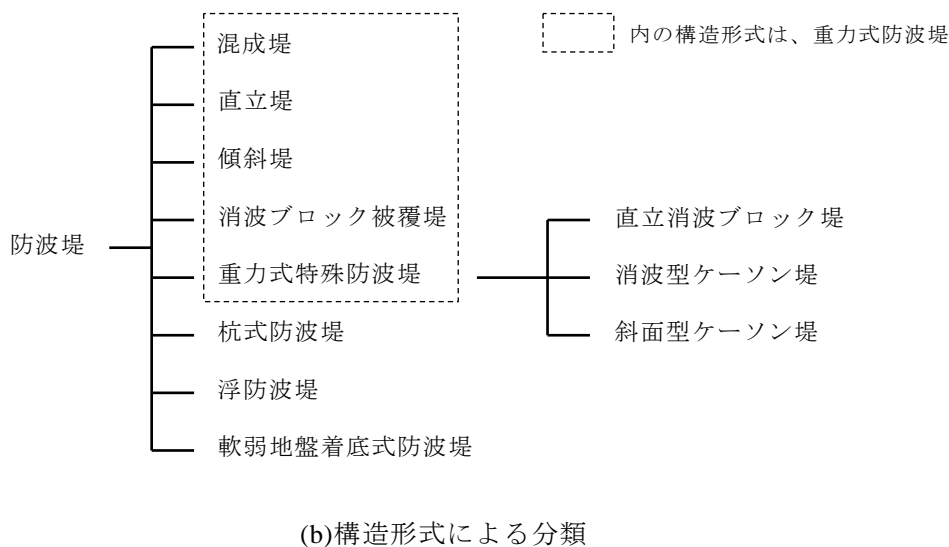 混成堤
内の構造形式は、重力式防波堤
直立堤
傾斜堤
消波ブロック被覆堤
直立消波ブロック堤
防波堤
重力式特殊防波堤
消波型ケーソン堤
杭式防波堤
斜面型ケーソン堤
浮防波堤
軟弱地盤着底式防波堤
(b)構造形式による分類